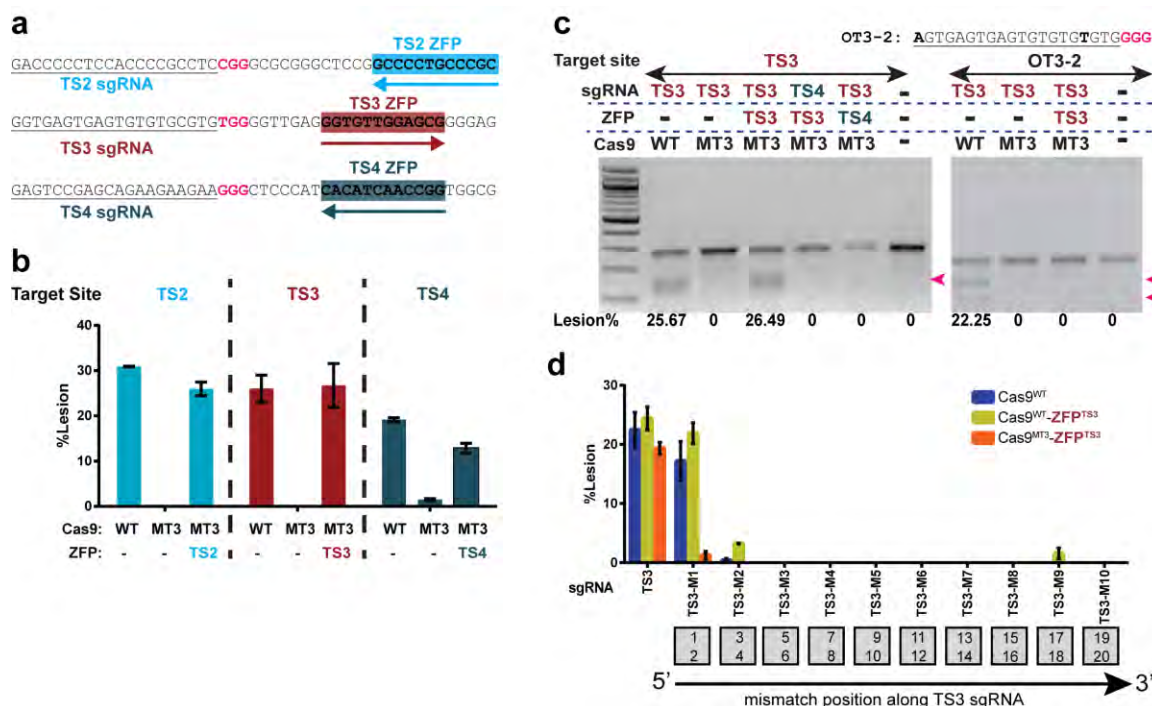 a
TS2 ZFP
GACCCCCTCCACCCCGCCTCCGGGCGCGGGCTCCGGCCCCTGCCCGC
TS2 sgRNA
TS3 ZFP
GGTGAGTGAGTGTGTGCGTGTGGGGTTGAGGGTGTTGGAGCGGGGAG
TS3 sgRNA
TS4 ZFP
GAGTCCGAGCAGAAGAAGAAGGGCTCCCATCACATCAACCGGTGGCG
TS4 sgRNA
b
Target Site TS2 TS3 TS4
%Lesion
40
30
20
10
0
Cas9: WT MT3 MT3 WT MT3 MT3 WT MT3 MT3
ZFP: - - TS2 - - TS3 - - TS4
c
OT3-2: AGTGAGTGAGTGTGTGTGTGGGG
Target site TS3 OT3-2
sgRNA TS3 TS3 TS3 TS4 TS3 - TS3 TS3 TS3 -
ZFP - - TS3 TS3 TS4 - - - TS3 -
Cas9 WT MT3 MT3 MT3 MT3 - WT MT3 MT3 -
Lesion% 25.67 0 26.49 0 0 0 22.25 0 0 0
d
%Lesion
30
20
10
0
Cas9WT
Cas9WT-ZFPTS3
Cas9MT3-ZFPTS3
sgRNA TS3 TS3-M1 TS3-M2 TS3-M3 TS3-M4 TS3-M5 TS3-M6 TS3-M7 TS3-M8 TS3-M9 TS3-M10
1 3 5 7 9 11 13 15 17 19
2 4 6 8 10 12 14 16 18 20
5' 3'
mismatch position along TS3 sgRNA